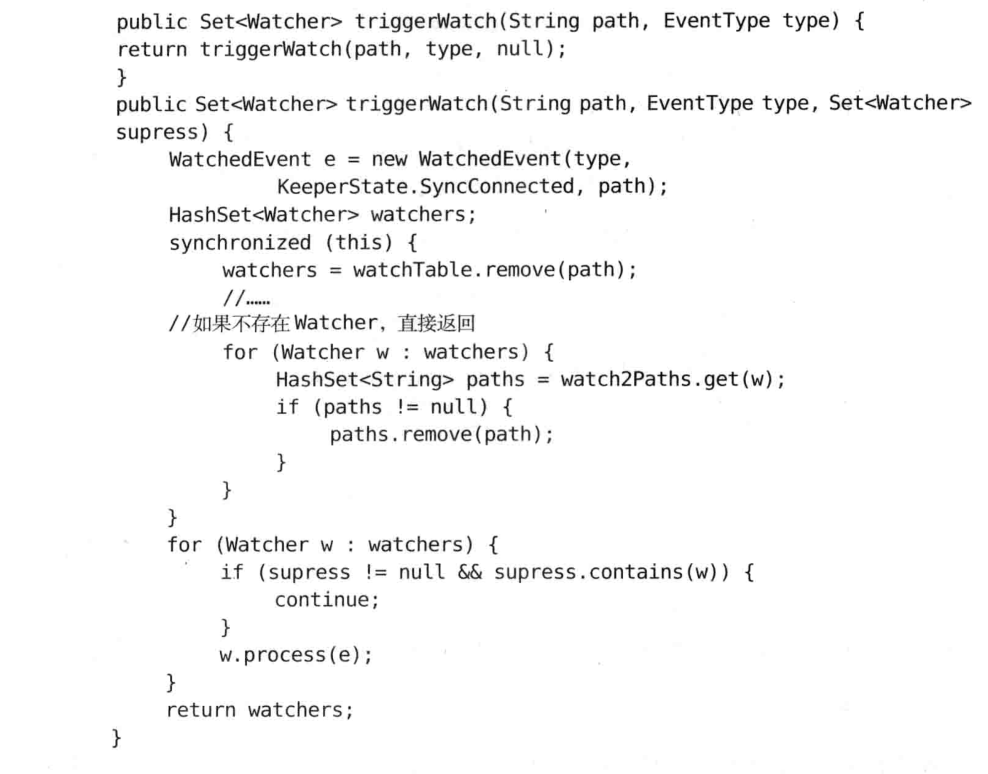 public Set<Watcher> triggerWatch(String path, EventType type) {
return triggerWatch(path, type, null);
}
public Set<Watcher> triggerWatch(String path, EventType type, Set<Watcher>
supress) {
WatchedEvent e = new WatchedEvent(type,
KeeperState.SyncConnected, path);
HashSet<Watcher> watchers;
synchronized (this) {
watchers = watchTable.remove(path);
//……
//如果不存在Watcher，直接返回
for (Watcher w : watchers) {
HashSet<String> paths = watch2Paths.get(w);
if (paths != null) {
paths.remove(path);
}
}
}
for (Watcher w : watchers) {
if (supress != null && supress.contains(w)) {
continue;
}
w.process(e);
}
return watchers;
}